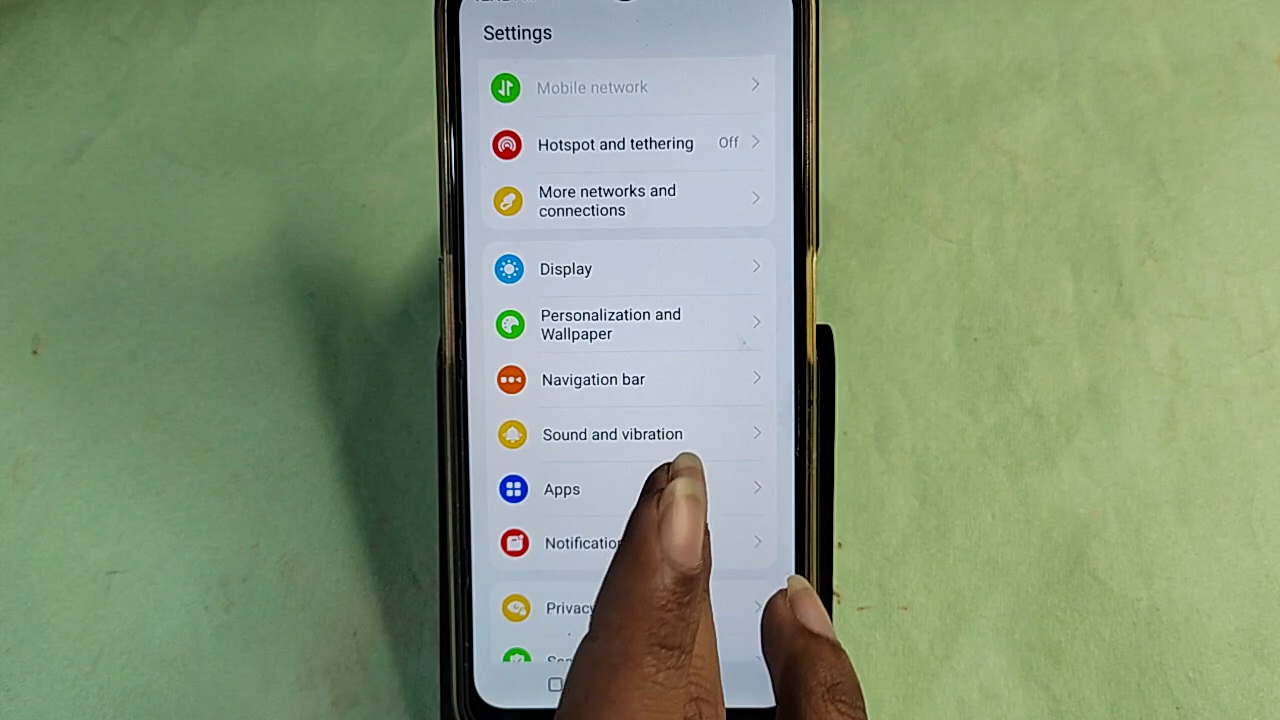 Settings
Mobile network
Hotspot and tethering Off
More networks and
connections
Display
Personalization and
Wallpaper
Navigation bar
Sound and vibration
Apps
Privacy